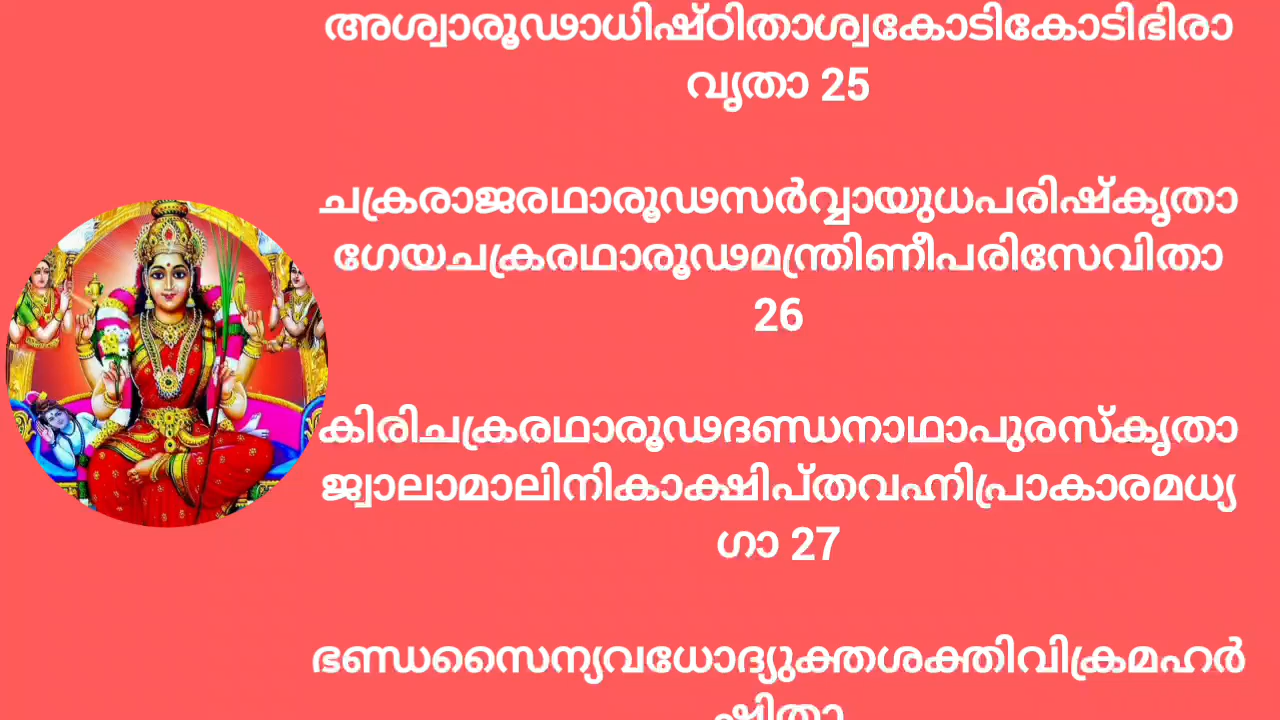 അശ്വാരൂഢാധിഷ്ഠിതാശ്വകോടികോടിഭിരാ
വൃതാ 25
ചക്രരാജരഥാരൂഢസർവ്വായുധപരിഷ്കൃതാ
ഗേയചക്രരഥാരൂഢമന്ത്രിണീപരിസേവിതാ
26
കിരിചക്രരഥാരൂഢദണ്ഡനാഥാപുരസ്കൃതാ
ജ്വാലാമാലിനികാക്ഷിപ്തവഹ്നിപ്രാകാരമധ്യ
ഗാ 27
ഭണ്ഡസൈന്യവധോദ്യുക്തശക്തിവിക്രമഹർ
ഷിതാ